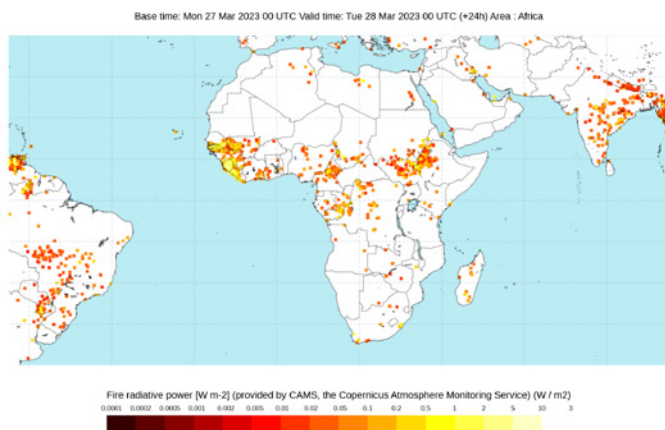 Base time: Mon 27 Mar 2023 00 UTC Valid time: Tue 28 Mar 2023 00 UTC (+24h) Area : Africa
Fire radiative power [W m-2] (provided by CAMS, the Copernicus Atmosphere Monitoring Service) (W / m2)
0.0001 0.0002 0.0005 0.001 0.002 0.005 0.01 0.02 0.05 0.1 0.2 0.5 1 2 5 10 3